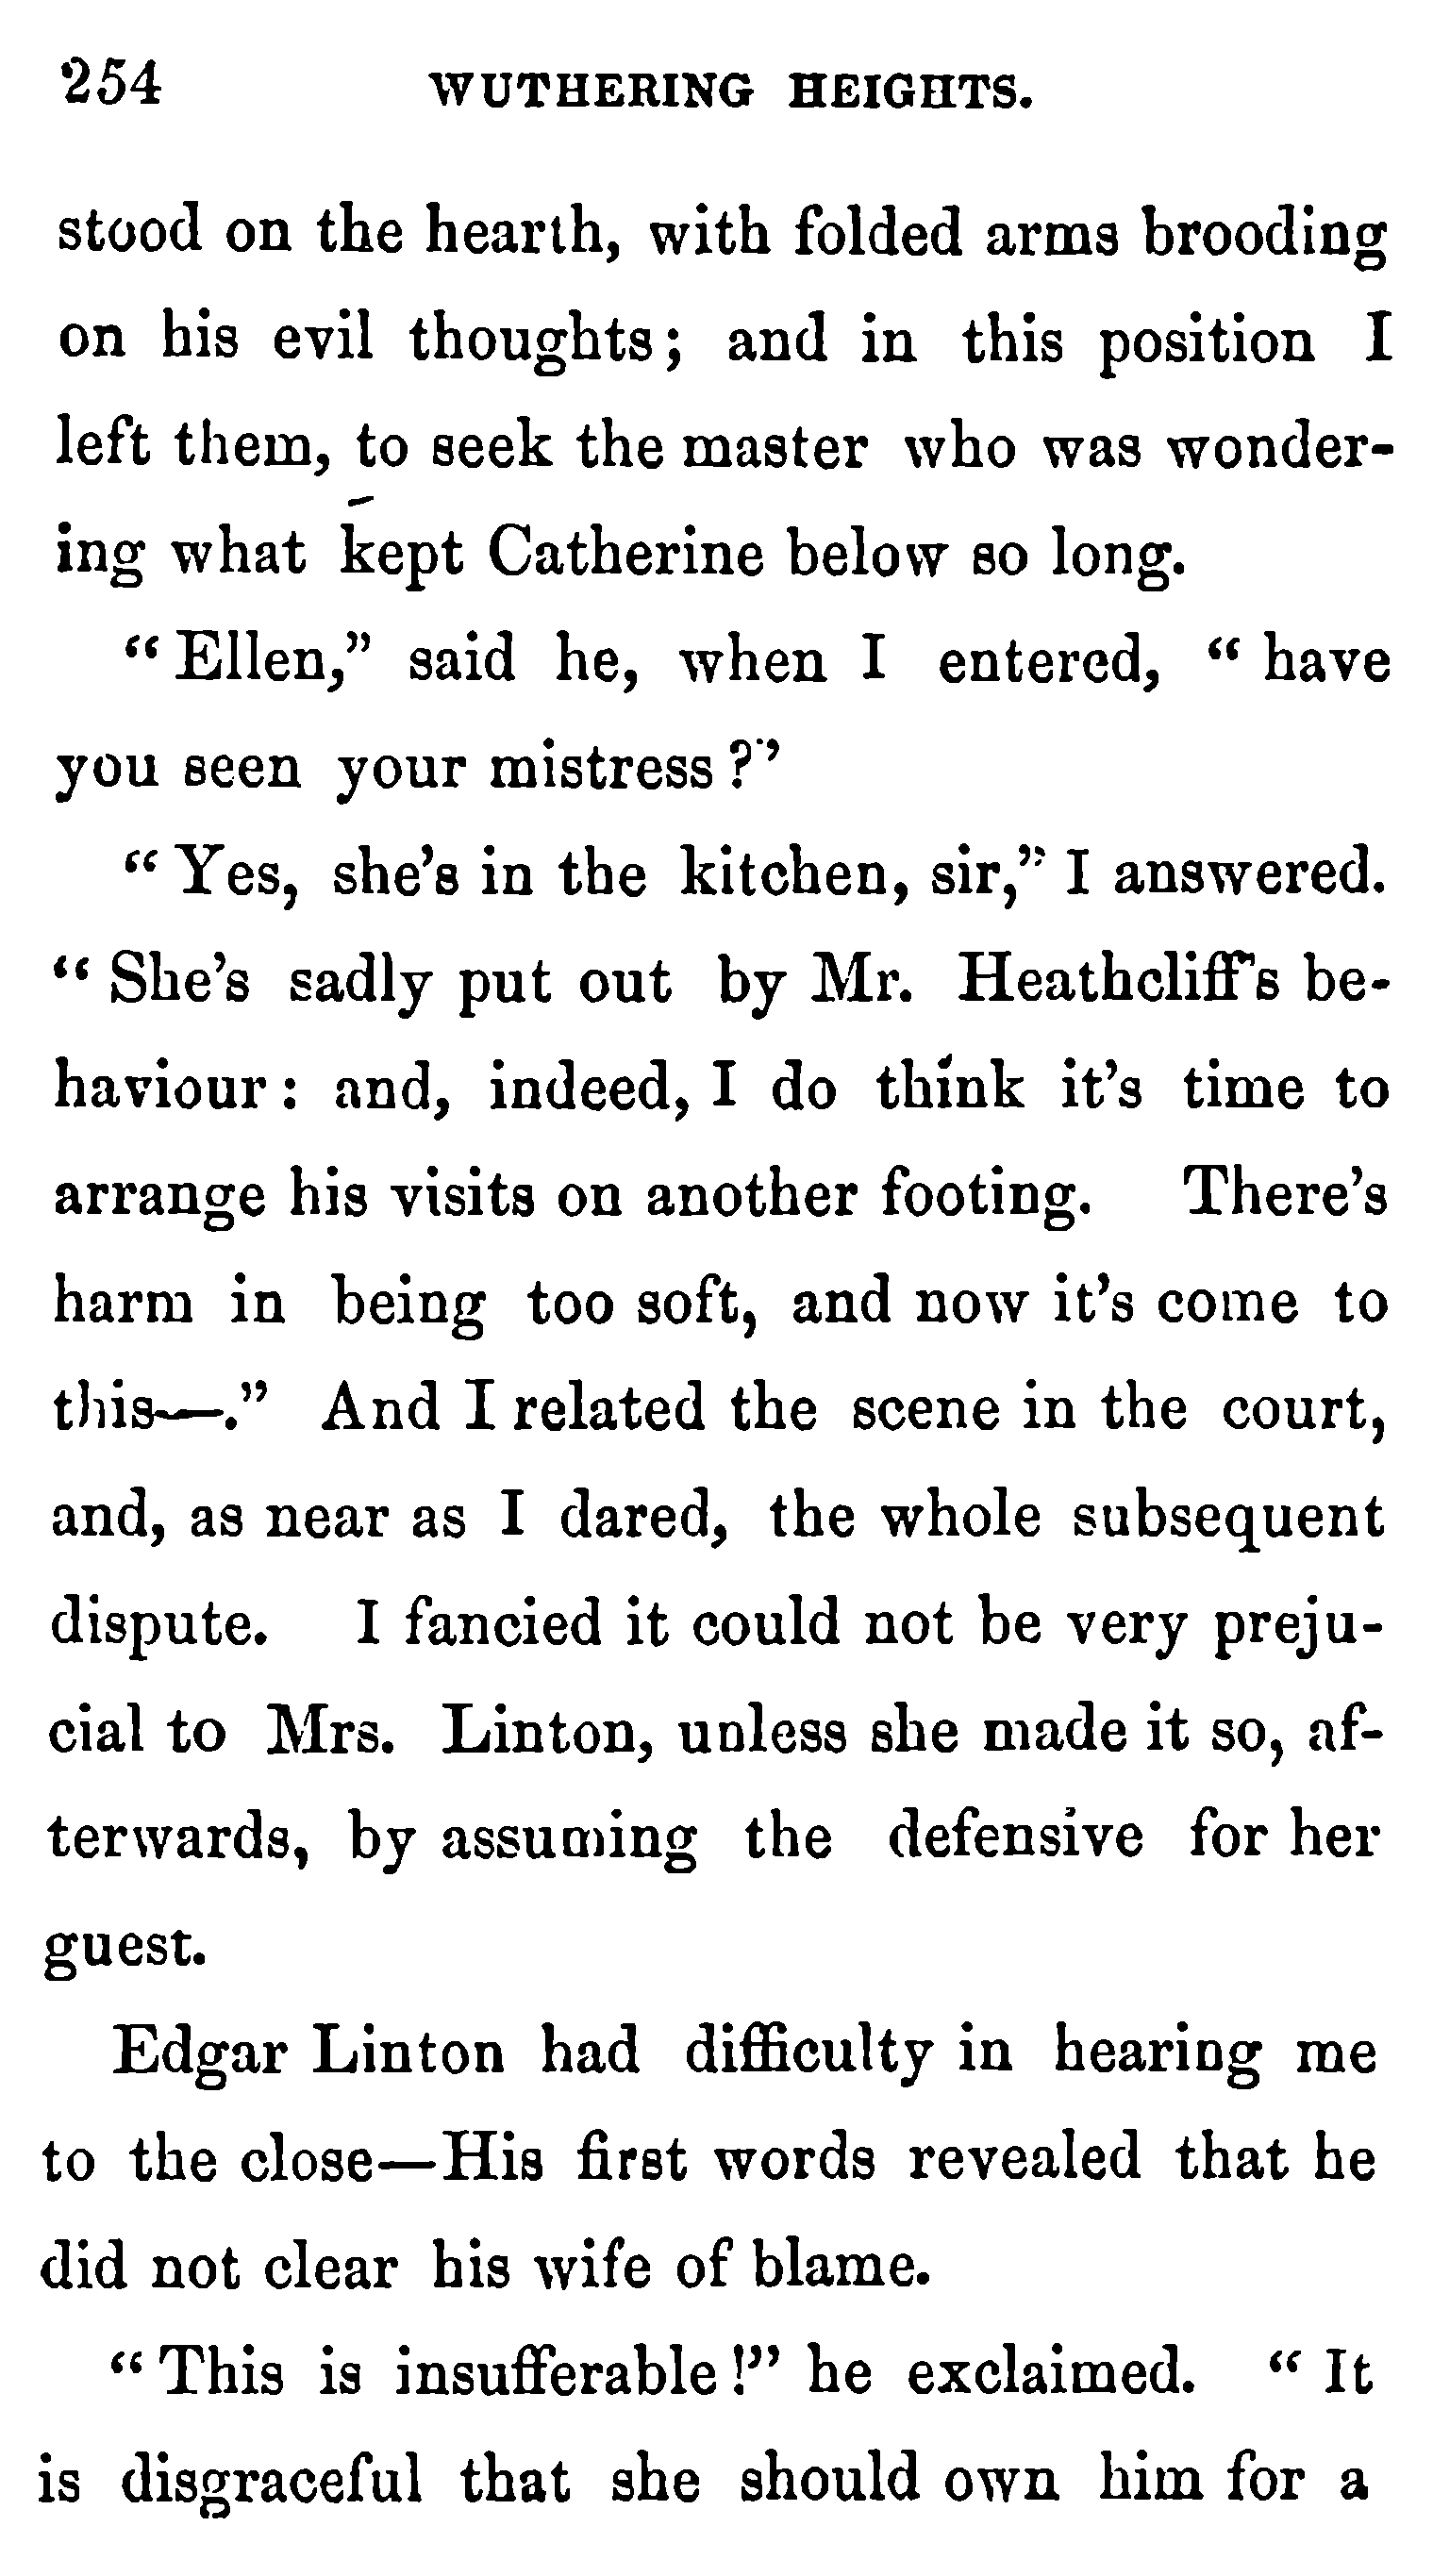 254 WUTHERING HEIGHTS.
stood on the hearth, with folded arms brooding
on his evil thoughts; and in this position I
left them, to seek the master who was wonder-
ing what kept Catherine below so long.
“Ellen,” said he, when I entered, “have
you seen your mistress?”
“Yes, she’s in the kitchen, sir,” I answered.
“She’s sadly put out by Mr. Heathcliff’s be-
haviour: and, indeed, I do think it’s time to
arrange his visits on another footing. There’s
harm in being too soft, and now it’s come to
this—.” And I related the scene in the court,
and, as near as I dared, the whole subsequent
dispute. I fancied it could not be very preju-
cial to Mrs. Linton, unless she made it so, af-
terwards, by assuming the defensive for her
guest.
Edgar Linton had difficulty in hearing me
to the close—His first words revealed that he
did not clear his wife of blame.
“This is insufferable!” he exclaimed. “It
is disgraceful that she should own him for a